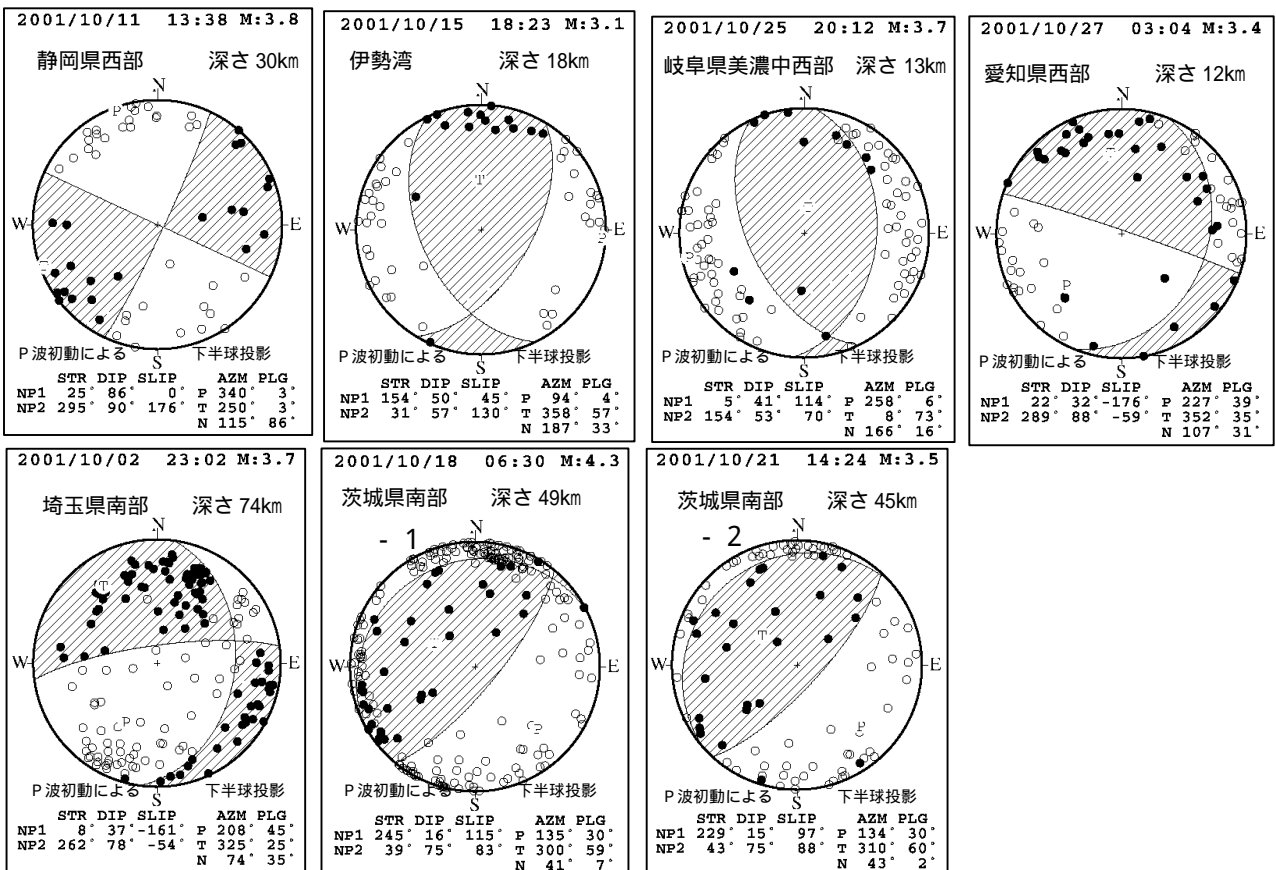 2001/10/11 13:38 M:3.8
静岡県西部 深さ 30km
N
P
W
E
T
S
P波初動による 下半球投影
STR DIP SLIP AZM PLG
NP1 25° 86° 0° P 340° 3°
NP2 295° 90° 176° T 250° 3°
N 115° 86°
2001/10/15 18:23 M:3.1
伊勢湾 深さ 18km
N
T
W
E
P
S
P波初動による 下半球投影
STR DIP SLIP AZM PLG
NP1 154° 50° 45° P 94° 4°
NP2 31° 57° 130° T 358° 57°
N 187° 33°
2001/10/25 20:12 M:3.7
岐阜県美濃中西部 深さ 13km
N
W
E
P
S
P波初動による 下半球投影
STR DIP SLIP AZM PLG
NP1 5° 41° 114° P 258° 6°
NP2 154° 53° 70° T 8° 73°
N 166° 16°
2001/10/27 03:04 M:3.4
愛知県西部 深さ 12km
N
T
W
E
P
S
P波初動による 下半球投影
STR DIP SLIP AZM PLG
NP1 22° 32° -176° P 227° 39°
NP2 289° 88° -59° T 352° 35°
N 107° 31°
2001/10/02 23:02 M:3.7
埼玉県南部 深さ 74km
N
T
W
E
P
S
P波初動による 下半球投影
STR DIP SLIP AZM PLG
NP1 8° 37° -161° P 208° 45°
NP2 262° 78° -54° T 325° 25°
N 74° 35°
2001/10/18 06:30 M:4.3
茨城県南部 深さ 49km
- 1
N
W
E
P
S
P波初動による 下半球投影
STR DIP SLIP AZM PLG
NP1 245° 16° 115° P 135° 30°
NP2 39° 75° 83° T 300° 59°
N 41° 7°
2001/10/21 14:24 M:3.5
茨城県南部 深さ 45km
- 2
N
T
W
E
P
S
P波初動による 下半球投影
STR DIP SLIP AZM PLG
NP1 229° 15° 97° P 134° 30°
NP2 43° 75° 88° T 310° 60°
N 43° 2°